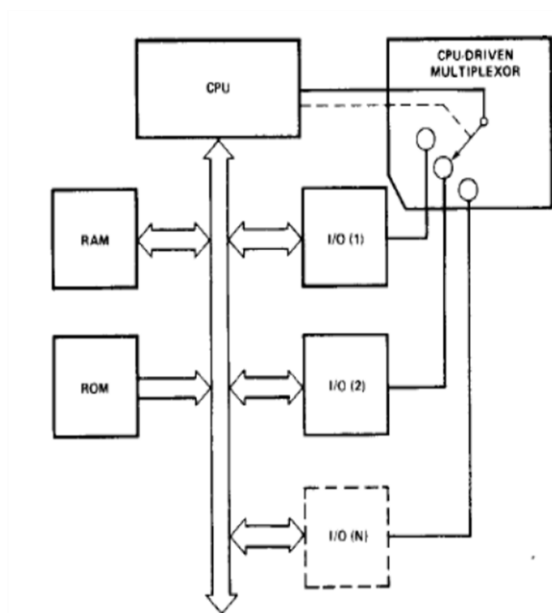 CPU-DRIVEN
MULTIPLEXOR
CPU
RAM
I/O (1)
ROM
I/O (2)
I/O (N)